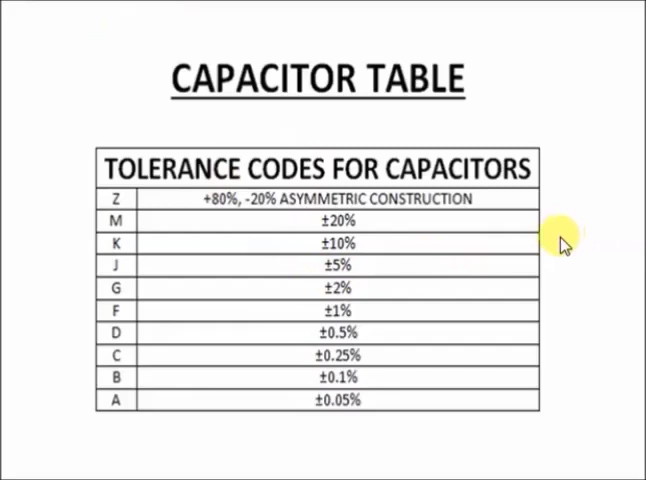 CAPACITOR TABLE
TOLERANCE CODES FOR CAPACITORS
Z +80%, -20% ASYMMETRIC CONSTRUCTION
M ±20%
K ±10%
J ±5%
G ±2%
F ±1%
D ±0.5%
C ±0.25%
B ±0.1%
A ±0.05%